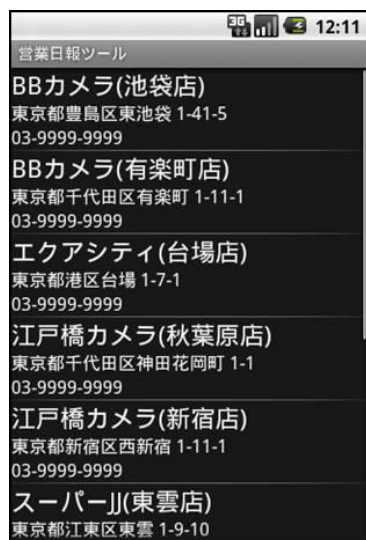 3G 12:11
営業日報ツール
BBカメラ(池袋店)
東京都豊島区東池袋 1-41-5
03-9999-9999
BBカメラ(有楽町店)
東京都千代田区有楽町 1-11-1
03-9999-9999
エクアシティ(台場店)
東京都港区台場 1-7-1
03-9999-9999
江戸橋カメラ(秋葉原店)
東京都千代田区神田花岡町 1-1
03-9999-9999
江戸橋カメラ(新宿店)
東京都新宿区西新宿 1-11-1
03-9999-9999
スーパーJJ(東雲店)
東京都江東区東雲 1-9-10